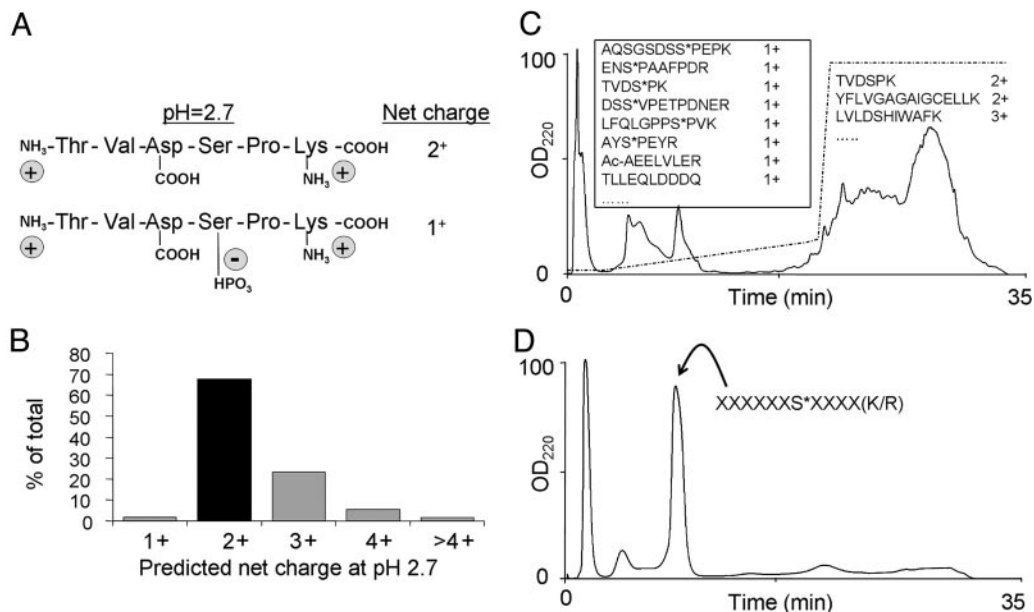 A
pH=2.7
Net charge
NH₃-Thr - Val-Asp - Ser - Pro - Lys -COOH 2⁺
+ COOH NH₃ +
NH₃-Thr - Val-Asp - Ser - Pro - Lys -COOH 1⁺
+ COOH - NH₃ +
HPO₃
B
% of total
80
70
60
50
40
30
20
10
0
1+ 2+ 3+ 4+ >4+
Predicted net charge at pH 2.7
C
OD₂₂₀
100
0
AQSGSDSS*PEPK 1+
ENS*PAAFPDR 1+
TVDS*PK 1+
DSS*VPETPDNER 1+
LFQLGPPS*PVK 1+
AYS*PEYR 1+
Ac-AEELVLER 1+
TLLEQLDDDQ 1+
......
TVDSPK 2+
YFLVGAGAIGCELLK 2+
LVLDSHIWAFK 3+
.....
0 Time (min) 35
D
OD₂₂₀
100
0
XXXXXXS*XXXX(K/R)
0 Time (min) 35